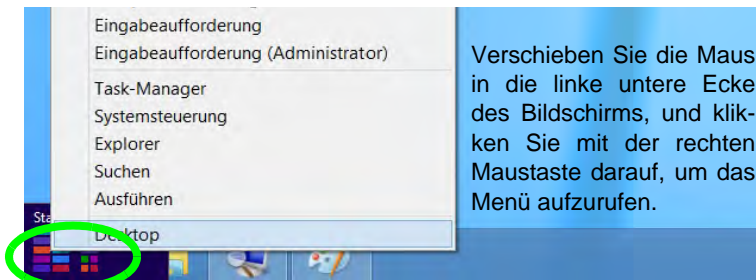 Eingabeaufforderung
Eingabeaufforderung (Administrator)
Task-Manager
Systemsteuerung
Explorer
Suchen
Ausführen
Desktop
Sta
Verschieben Sie die Maus
in die linke untere Ecke
des Bildschirms, und klik-
ken Sie mit der rechten
Maustaste darauf, um das
Menü aufzurufen.